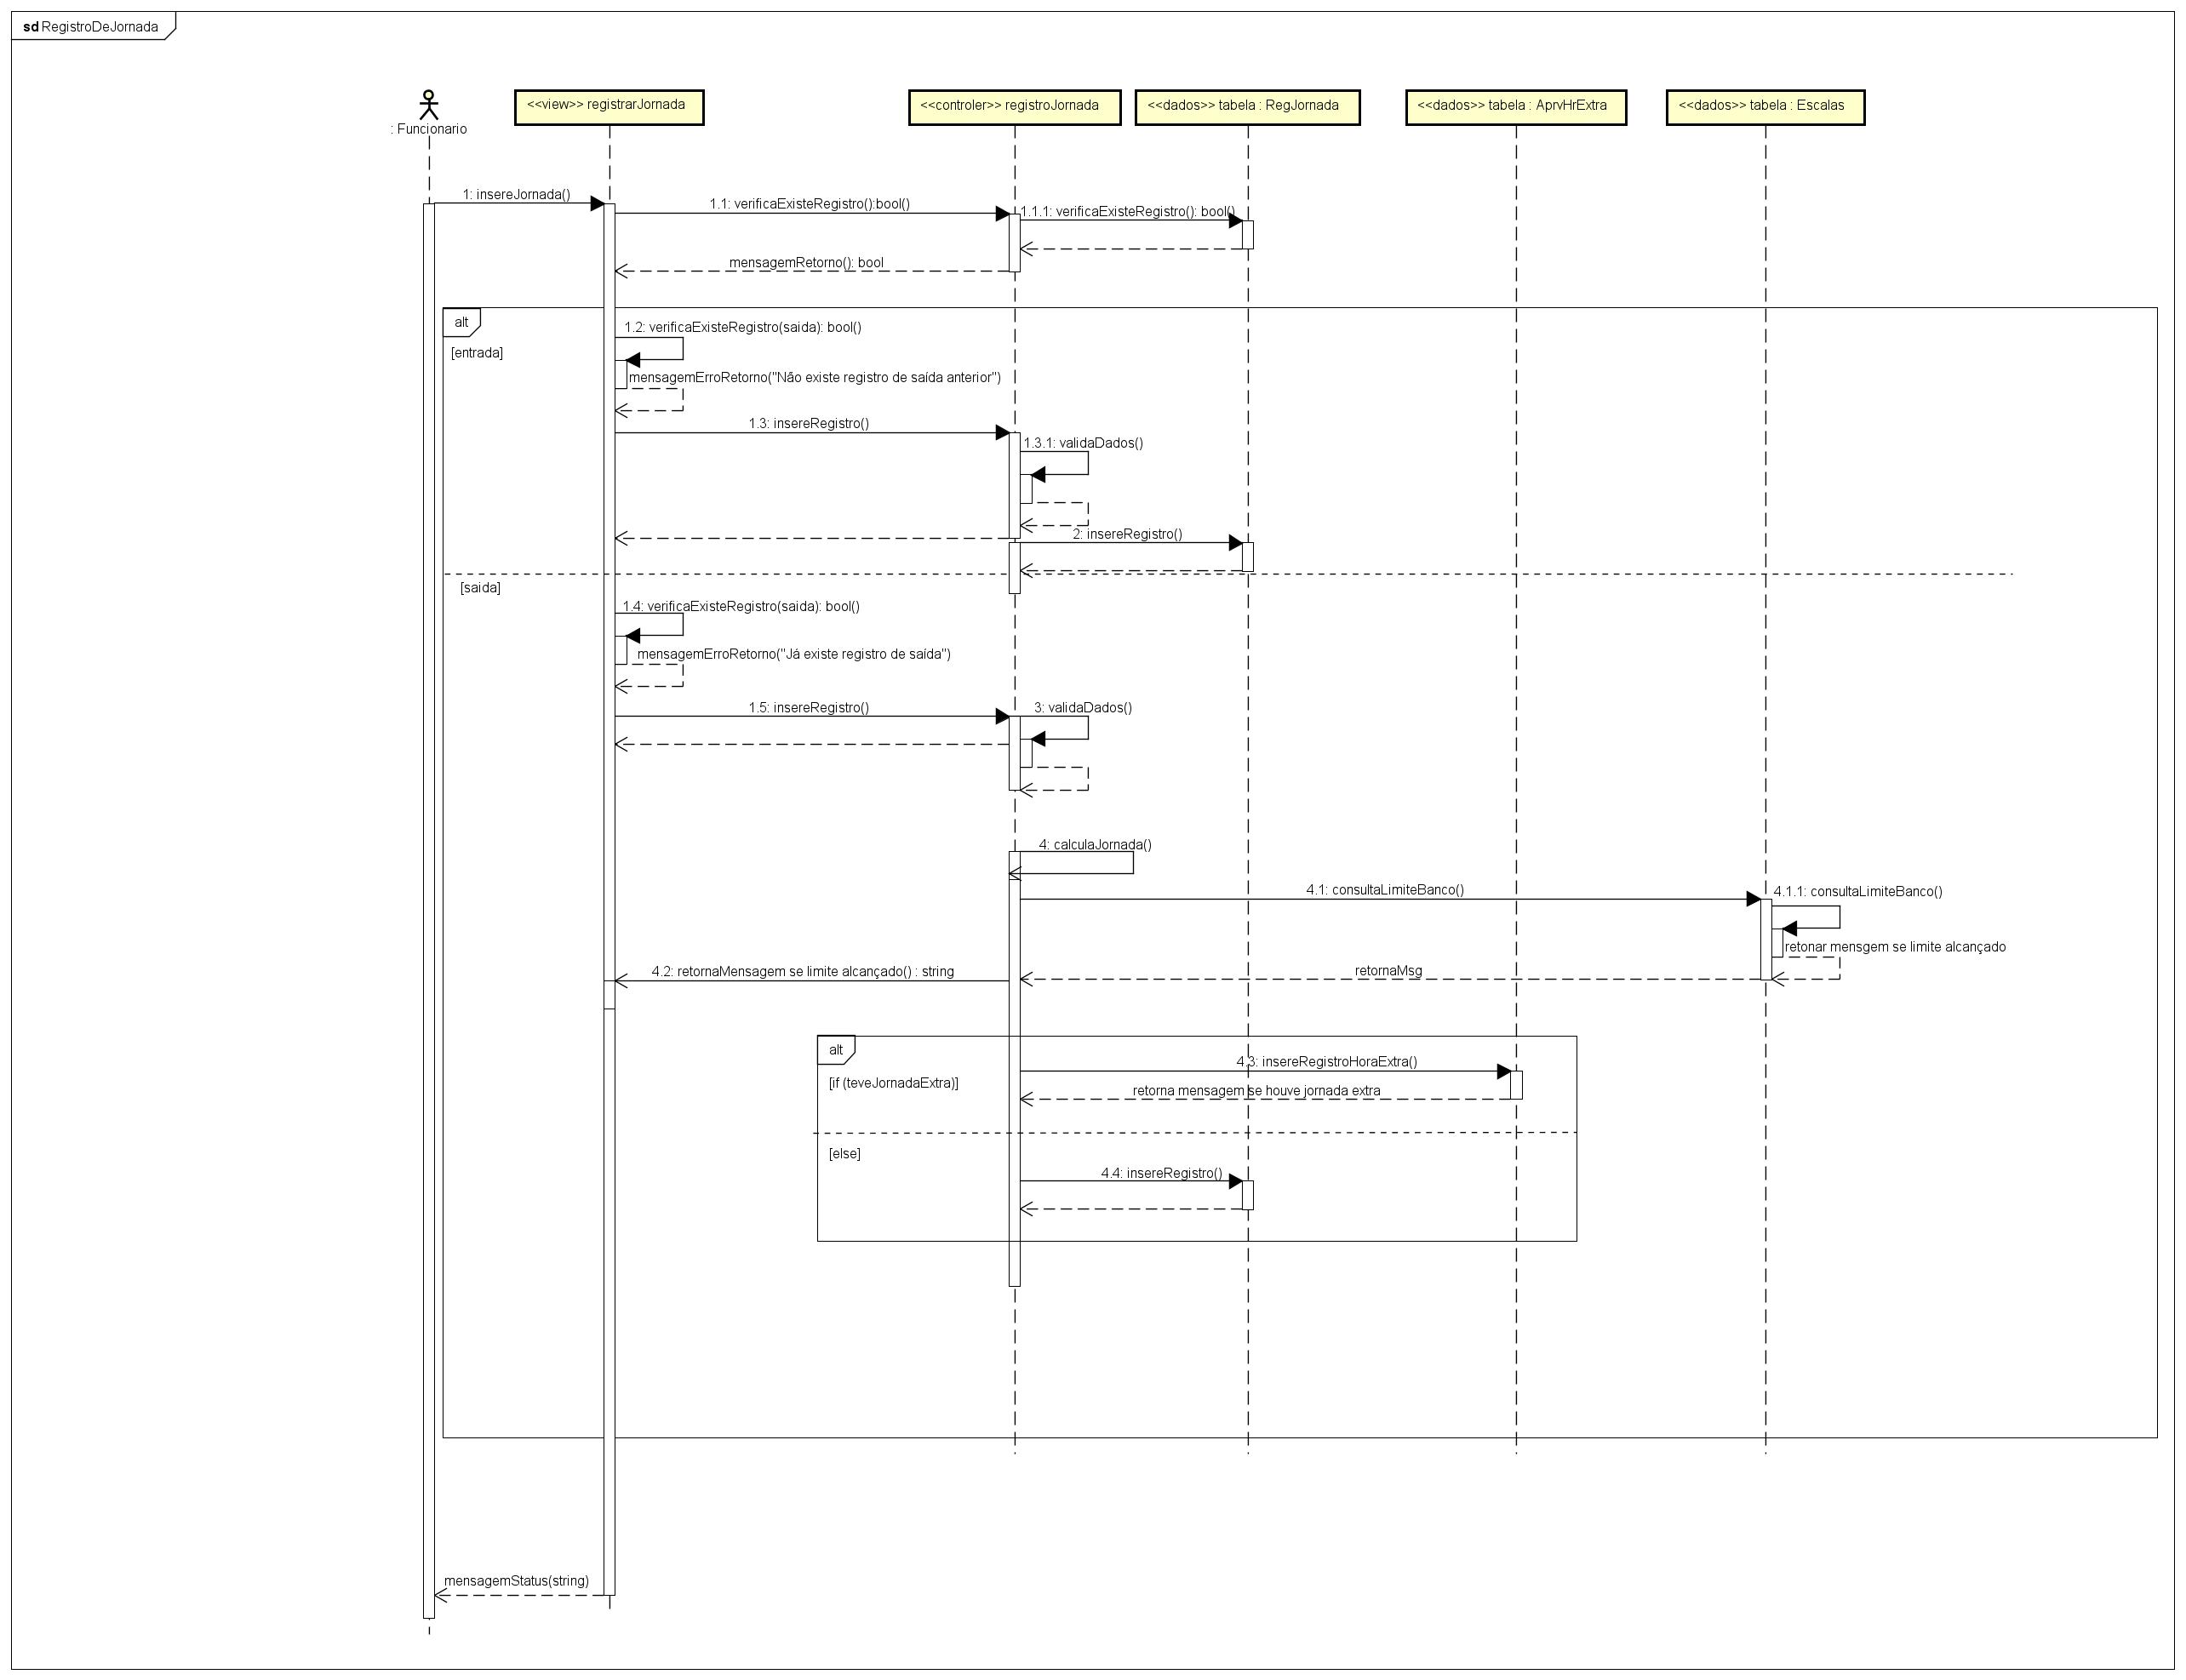 sd RegistroDeJornada
: Funcionario
<<view>> registrarJornada
<<controler>> registroJornada
<<dados>> tabela : RegJornada
<<dados>> tabela : AprvHrExtra
<<dados>> tabela : Escalas
1: insereJornada()
1.1: verificaExisteRegistro():bool()
1.1.1: verificaExisteRegistro(): bool()
mensagemRetorno(): bool
alt
[entrada]
1.2: verificaExisteRegistro(saida): bool()
mensagemErroRetorno("Não existe registro de saída anterior")
1.3: insereRegistro()
1.3.1: validaDados()
2: insereRegistro()
[saida]
1.4: verificaExisteRegistro(saida): bool()
mensagemErroRetorno("Já existe registro de saída")
1.5: insereRegistro()
3: validaDados()
4: calculaJornada()
4.1: consultaLimiteBanco()
4.1.1: consultaLimiteBanco()
retonar mensgem se limite alcançado
retornaMsg
4.2: retornaMensagem se limite alcançado() : string
alt
[if (teveJornadaExtra)]
4.3: insereRegistroHoraExtra()
retorna mensagem se houve jornada extra
[else]
4.4: insereRegistro()
mensagemStatus(string)